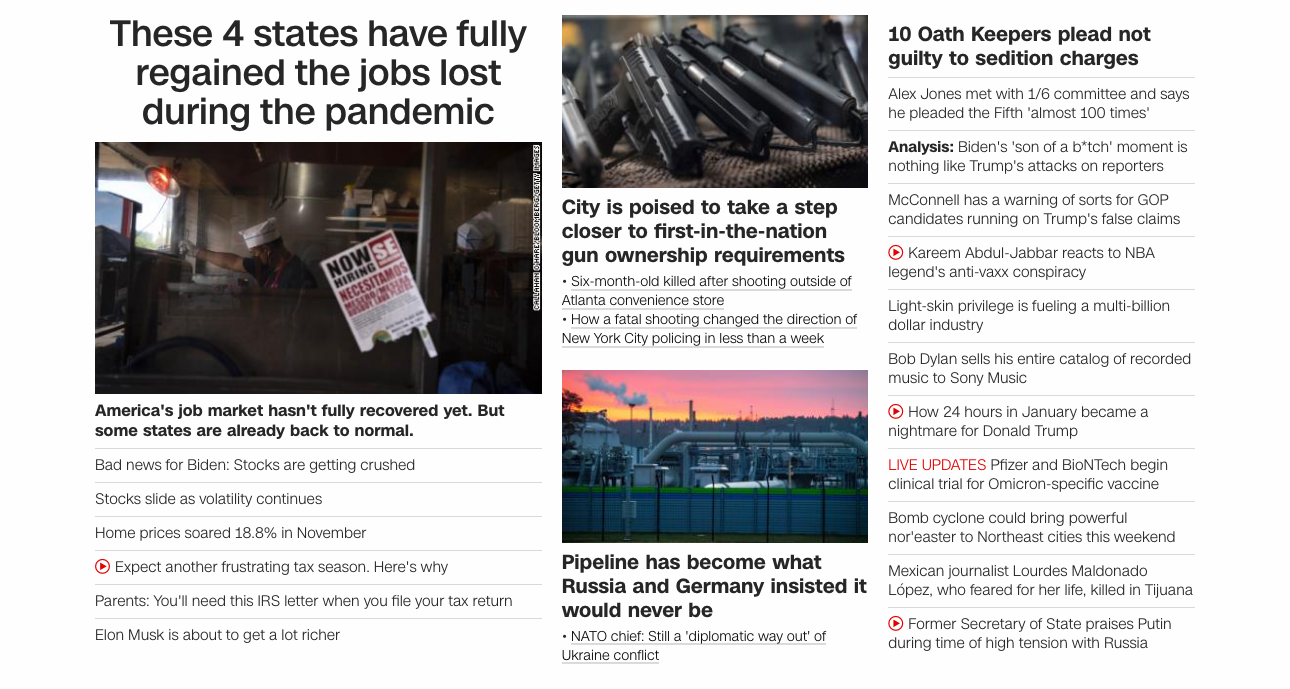 These 4 states have fully
regained the jobs lost
during the pandemic
CALLAGHAN O'HARE/BLOOMBERG/GETTY IMAGES
NOW
HIRING
SE
NECESITAMOS
America's job market hasn't fully recovered yet. But
some states are already back to normal.
Bad news for Biden: Stocks are getting crushed
Stocks slide as volatility continues
Home prices soared 18.8% in November
Expect another frustrating tax season. Here's why
Parents: You'll need this IRS letter when you file your tax return
Elon Musk is about to get a lot richer
City is poised to take a step
closer to first-in-the-nation
gun ownership requirements
• Six-month-old killed after shooting outside of
Atlanta convenience store
• How a fatal shooting changed the direction of
New York City policing in less than a week
Pipeline has become what
Russia and Germany insisted it
would never be
• NATO chief: Still a 'diplomatic way out' of
Ukraine conflict
10 Oath Keepers plead not
guilty to sedition charges
Alex Jones met with 1/6 committee and says
he pleaded the Fifth 'almost 100 times'
Analysis: Biden's 'son of a b*tch' moment is
nothing like Trump's attacks on reporters
McConnell has a warning of sorts for GOP
candidates running on Trump's false claims
Kareem Abdul-Jabbar reacts to NBA
legend's anti-vaxx conspiracy
Light-skin privilege is fueling a multi-billion
dollar industry
Bob Dylan sells his entire catalog of recorded
music to Sony Music
How 24 hours in January became a
nightmare for Donald Trump
LIVE UPDATES Pfizer and BioNTech begin
clinical trial for Omicron-specific vaccine
Bomb cyclone could bring powerful
nor'easter to Northeast cities this weekend
Mexican journalist Lourdes Maldonado
López, who feared for her life, killed in Tijuana
Former Secretary of State praises Putin
during time of high tension with Russia